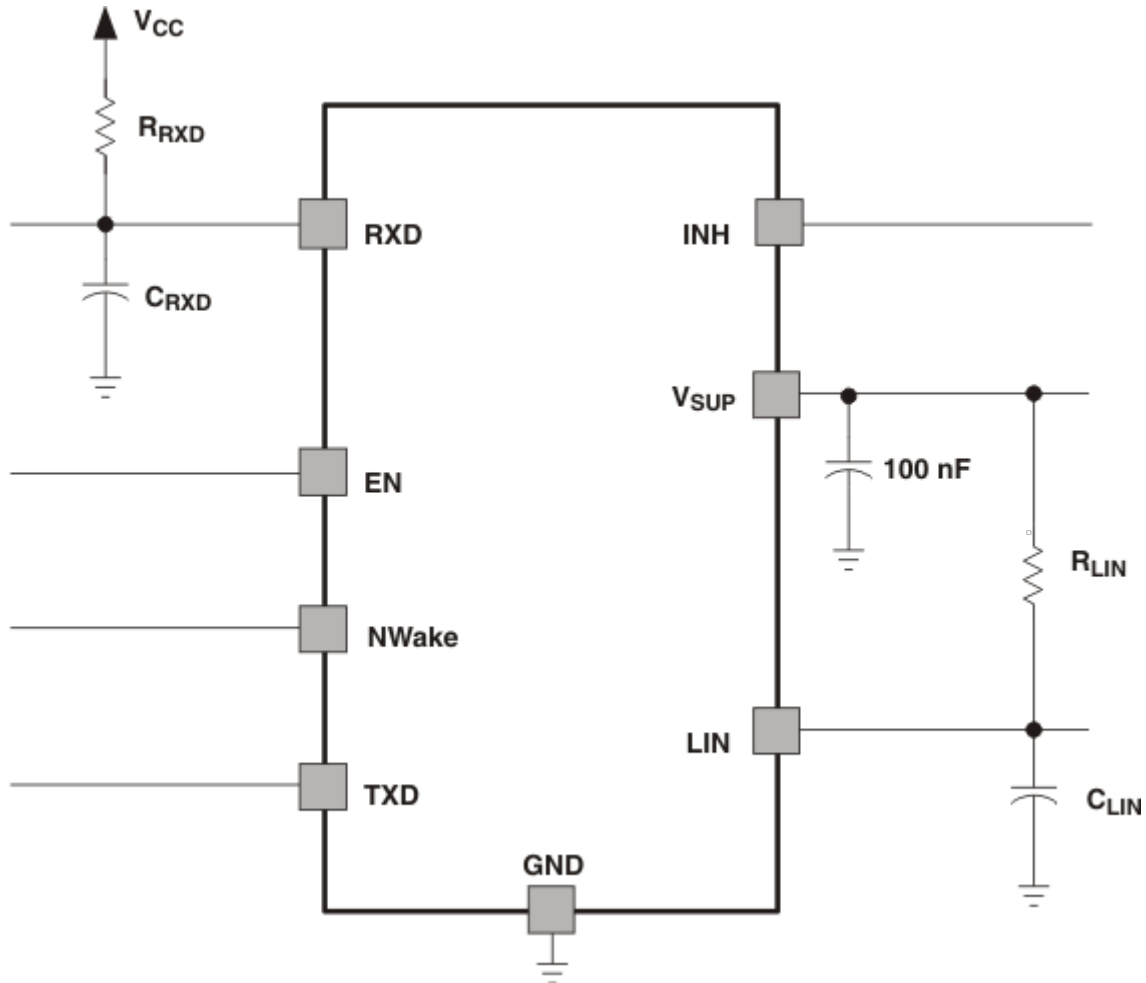 VCC
RRXD
RXD
INH
CRXD
VSUP
100 nF
EN
RLIN
NWake
LIN
TXD
CLIN
GND